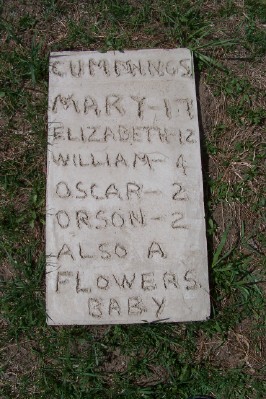 CUMMINGS.
MARY-17
ELIZABETH-12
WILLIAM-4
OSCAR-2
ORSON-2
ALSO A
FLOWERS.
BABY